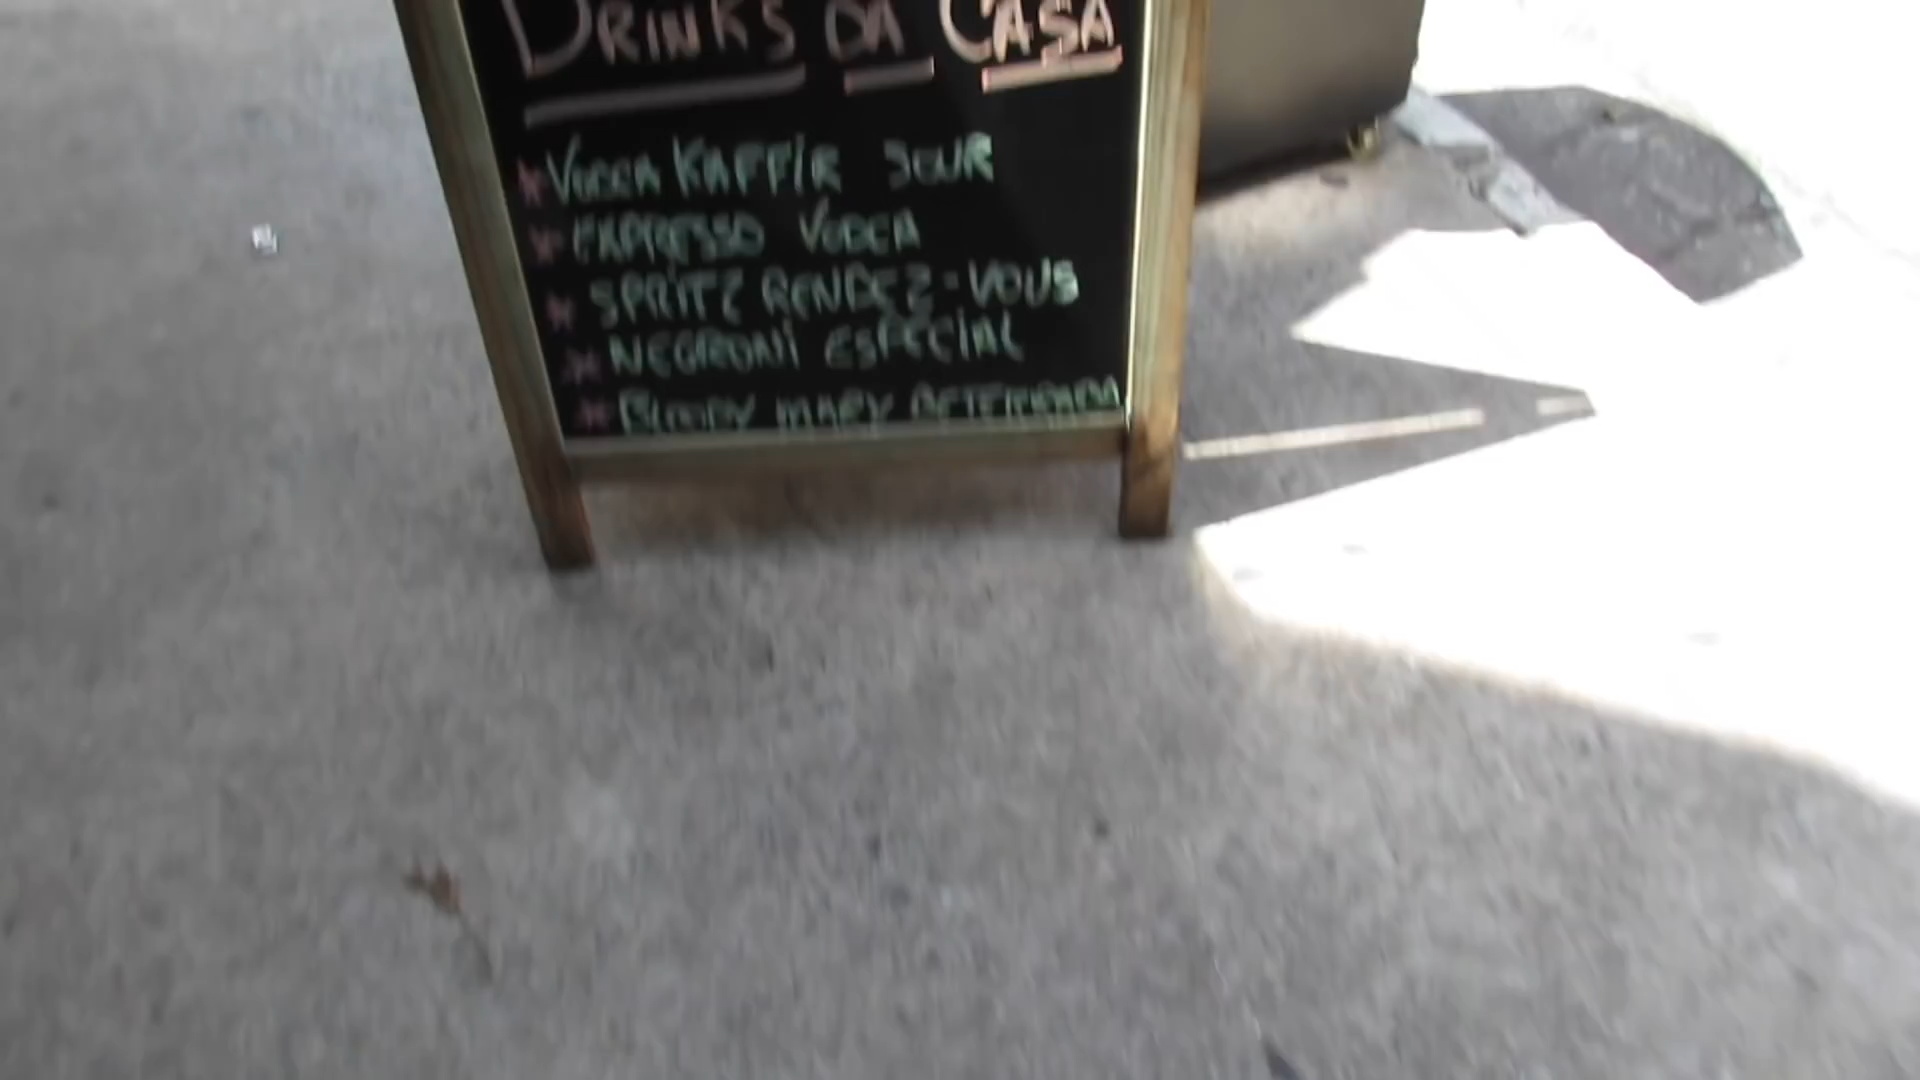 DRINKS DA CASA
VODCA KAFFIR SOUR
EXPRESSO VODCA
SPRITZ RENDEZ-VOUS
NEGRONI ESPECIAL
BLOODY MARY